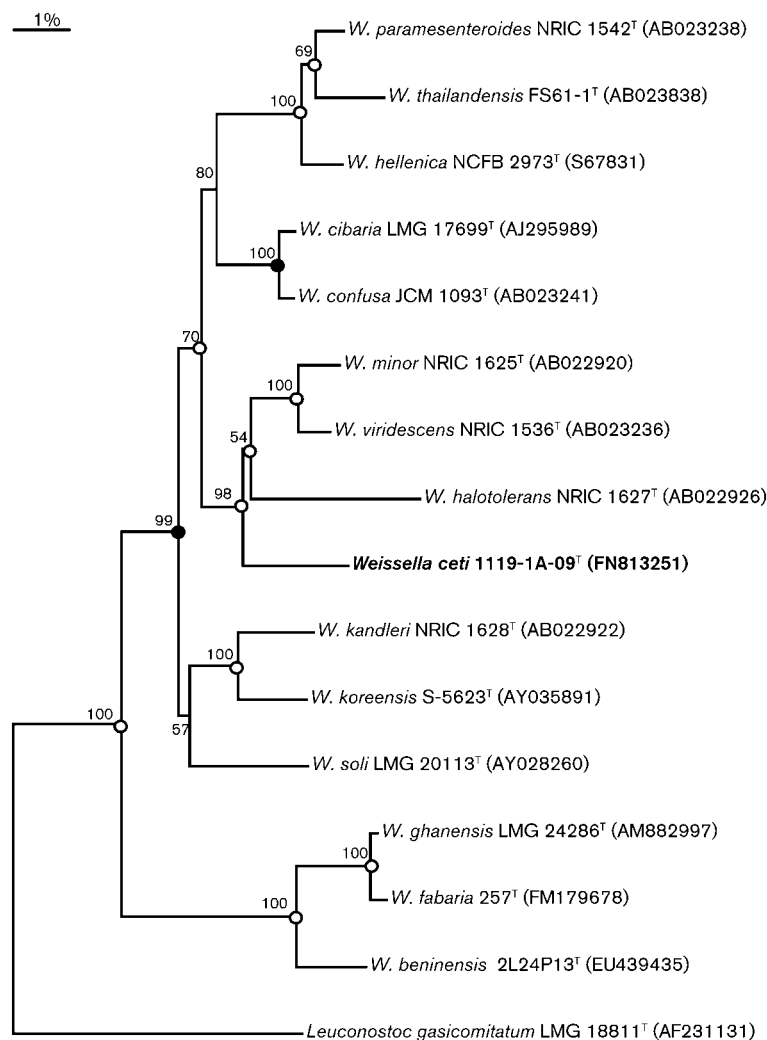 1%
W. paramesenteroides NRIC 1542ᵀ (AB023238)
69
W. thailandensis FS61-1ᵀ (AB023838)
100
W. hellenica NCFB 2973ᵀ (S67831)
80
W. cibaria LMG 17699ᵀ (AJ295989)
100
W. confusa JCM 1093ᵀ (AB023241)
70
W. minor NRIC 1625ᵀ (AB022920)
100
W. viridescens NRIC 1536ᵀ (AB023236)
54
W. halotolerans NRIC 1627ᵀ (AB022926)
98
99
Weissella ceti 1119-1A-09ᵀ (FN813251)
W. kandleri NRIC 1628ᵀ (AB022922)
100
W. koreensis S-5623ᵀ (AY035891)
100
57
W. soli LMG 20113ᵀ (AY028260)
W. ghanensis LMG 24286ᵀ (AM882997)
100
W. fabaria 257ᵀ (FM179678)
100
W. beninensis 2L24P13ᵀ (EU439435)
Leuconostoc gasicomitatum LMG 18811ᵀ (AF231131)